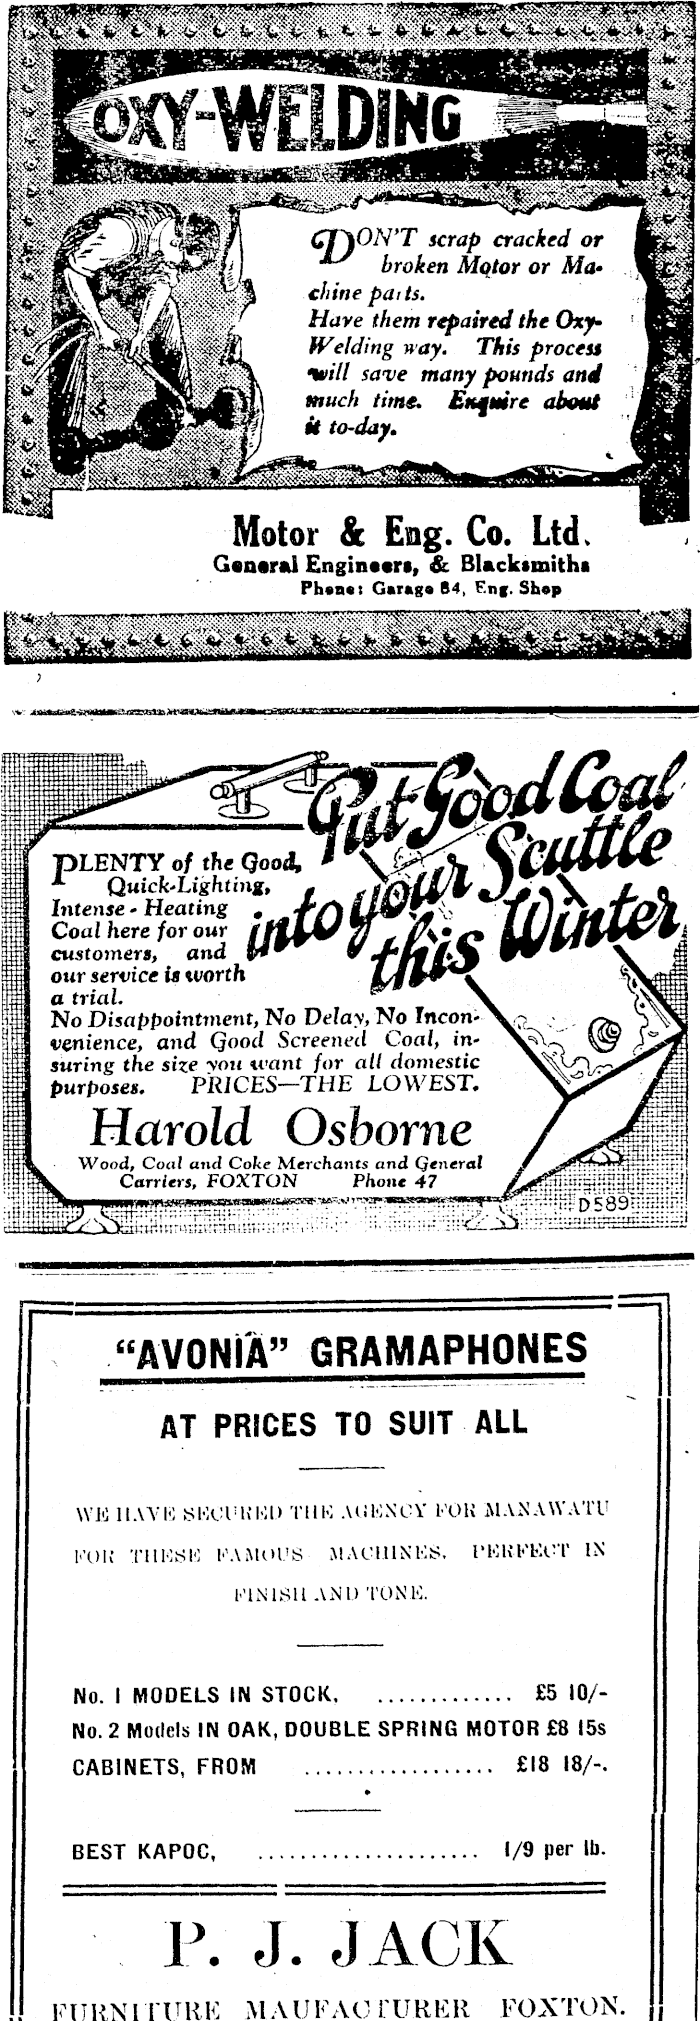 OXY-WELDING
DON'T scrap cracked or
broken Motor or Ma-
chine parts.
Have them repaired the Oxy-
Welding way. This process
will save many pounds and
much time. Enquire about
it to-day.
Motor & Eng. Co. Ltd.
General Engineers, & Blacksmiths
Phone: Garage 84, Eng. Shop
Put Good Coal
into your Scuttle
this Winter
PLENTY of the Good,
Quick-Lighting,
Intense - Heating
Coal here for our
customers, and
our service is worth
a trial.
No Disappointment, No Delay, No Incon-
venience, and Good Screened Coal, in-
suring the size you want for all domestic
purposes. PRICES—THE LOWEST.
Harold Osborne
Wood, Coal and Coke Merchants and General
Carriers, FOXTON Phone 47
D589
"AVONIA" GRAMAPHONES
AT PRICES TO SUIT ALL
WE HAVE SECURED THE AGENCY FOR MANAWATU
FOR THESE FAMOUS MACHINES. PERFECT IN
FINISH AND TONE.
No. 1 MODELS IN STOCK, ............. £5 10/-
No. 2 Models IN OAK, DOUBLE SPRING MOTOR £8 15s
CABINETS, FROM .................. £18 18/-.
BEST KAPOC, ..................... 1/9 per lb.
P. J. JACK
FURNITURE MAUFACTURER FOXTON.